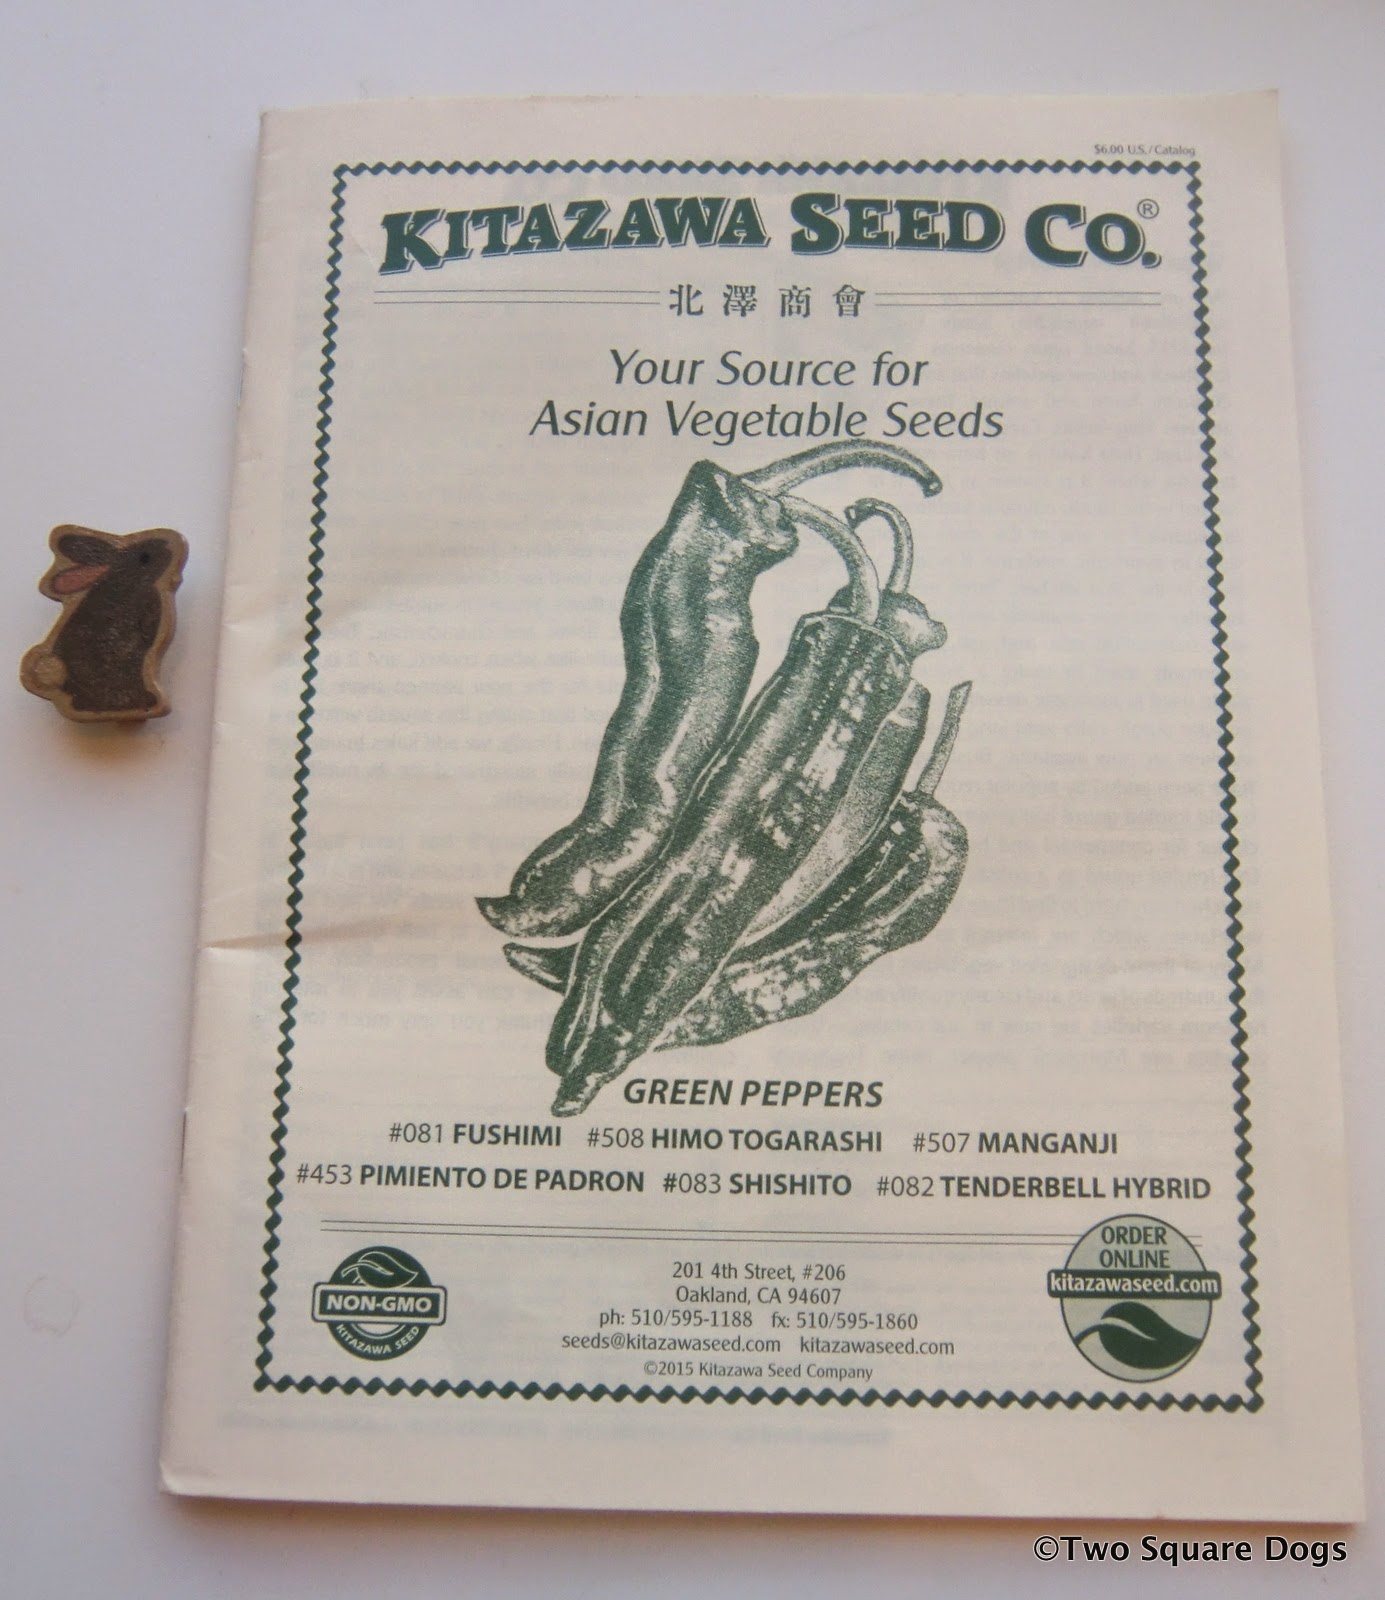 $6.00 U.S./Catalog
KITAZAWA SEED CO.®
北澤商會
Your Source for
Asian Vegetable Seeds
GREEN PEPPERS
#081 FUSHIMI #508 HIMO TOGARASHI #507 MANGANJI
#453 PIMIENTO DE PADRON #083 SHISHITO #082 TENDERBELL HYBRID
NON-GMO
KITAZAWA SEED
201 4th Street, #206
Oakland, CA 94607
ph: 510/595-1188 fx: 510/595-1860
seeds@kitazawaseed.com kitazawaseed.com
©2015 Kitazawa Seed Company
ORDER
ONLINE
kitazawaseed.com
©Two Square Dogs